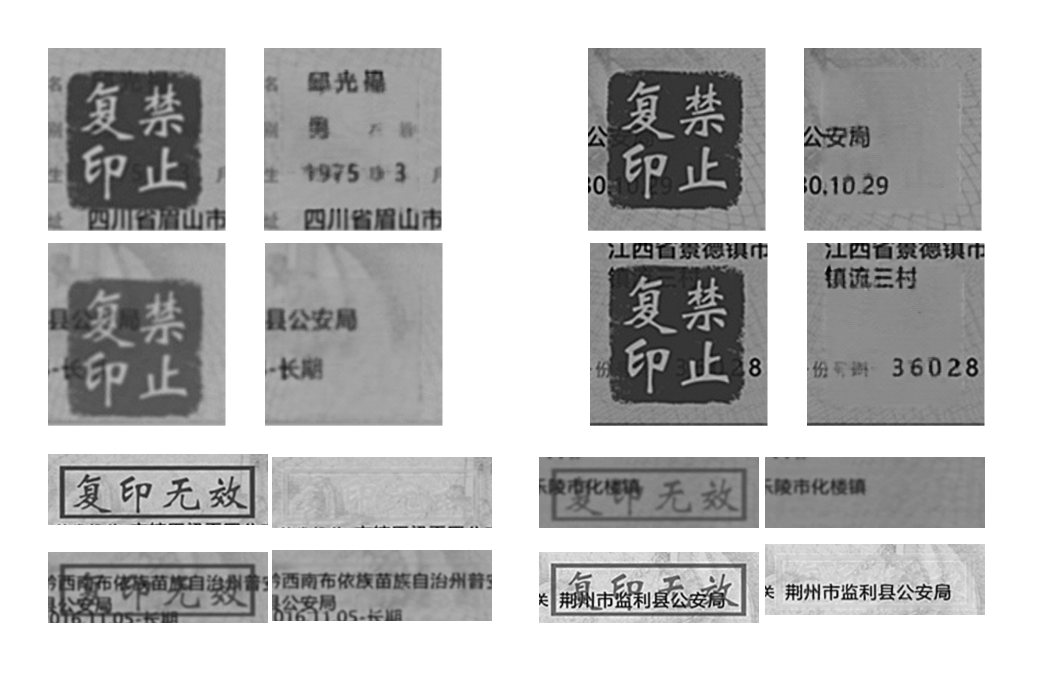 复禁
印止
四川省眉山市
名 邱光福
别 男
生 1975 3 月
址 四川省眉山市
复禁
印止
公安局
30.10.29
公安局
30.10.29
县公安局
复禁
印止
-长期
县公安局
-长期
江西省景德镇市
镇流三村
复禁
印止
36028
江西省景德镇市
镇流三村
份号码 36028
复印无效
乐陵市化楼镇
复印无效
乐陵市化楼镇
黔西南布依族苗族自治州普安
复印无效
县公安局
016.11.05-长期
黔西南布依族苗族自治州普安
县公安局
016.11.05-长期
复印无效
关 荆州市监利县公安局
关 荆州市监利县公安局